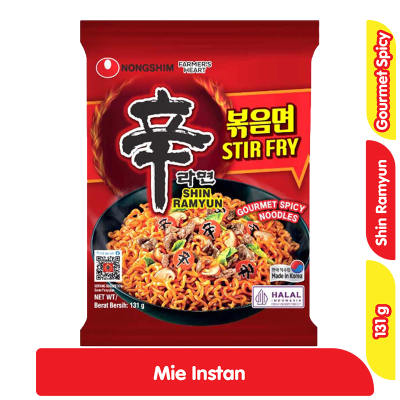 NONGSHIM
FARMER'S
HEART
辛
라면
SHIN
RAMYUN
볶음면
STIR FRY
GOURMET SPICY
NOODLES
NET WT/
Berat Bersih: 131 g
Made in Korea
HALAL
INDONESIA
Gourmet Spicy
Shin Ramyun
131 g
Mie Instan